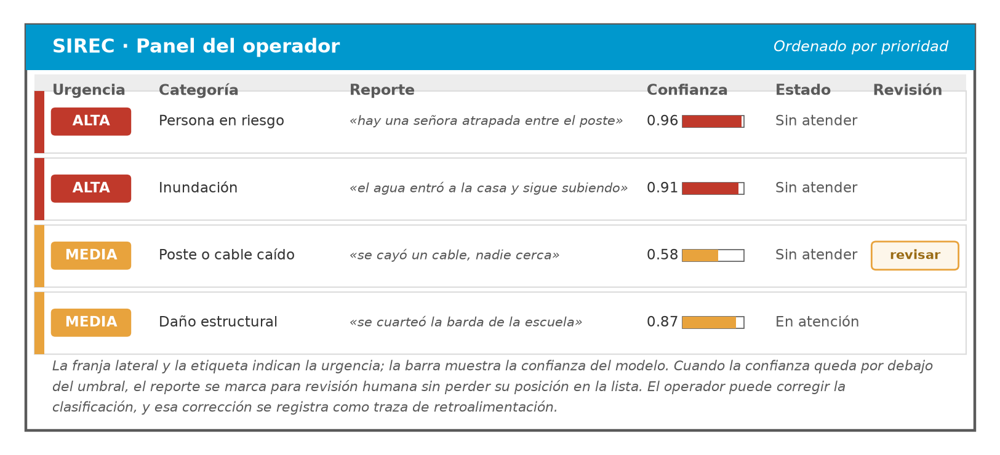 SIREC · Panel del operador
Ordenado por prioridad
Urgencia Categoría Reporte Confianza Estado Revisión
ALTA Persona en riesgo «hay una señora atrapada entre el poste» 0.96 Sin atender
ALTA Inundación «el agua entró a la casa y sigue subiendo» 0.91 Sin atender
MEDIA Poste o cable caído «se cayó un cable, nadie cerca» 0.58 Sin atender revisar
MEDIA Daño estructural «se cuarteó la barda de la escuela» 0.87 En atención
La franja lateral y la etiqueta indican la urgencia; la barra muestra la confianza del modelo. Cuando la confianza queda por debajo
del umbral, el reporte se marca para revisión humana sin perder su posición en la lista. El operador puede corregir la
clasificación, y esa corrección se registra como traza de retroalimentación.